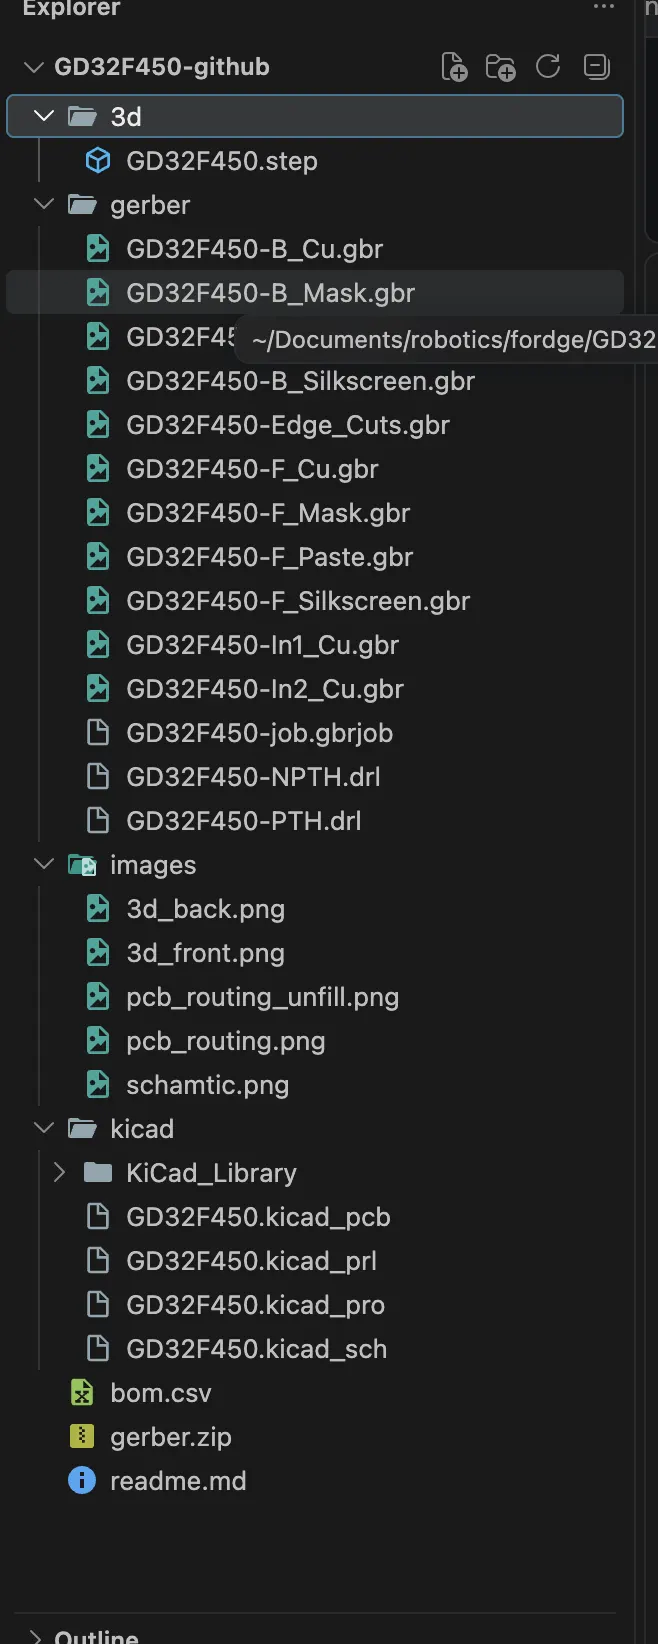 Explorer
GD32F450-github
3d
GD32F450.step
gerber
GD32F450-B_Cu.gbr
GD32F450-B_Mask.gbr
~/Documents/robotics/fordge/GD32
GD32F450-B_Silkscreen.gbr
GD32F450-Edge_Cuts.gbr
GD32F450-F_Cu.gbr
GD32F450-F_Mask.gbr
GD32F450-F_Paste.gbr
GD32F450-F_Silkscreen.gbr
GD32F450-In1_Cu.gbr
GD32F450-In2_Cu.gbr
GD32F450-job.gbrjob
GD32F450-NPTH.drl
GD32F450-PTH.drl
images
3d_back.png
3d_front.png
pcb_routing_unfill.png
pcb_routing.png
schamtic.png
kicad
KiCad_Library
GD32F450.kicad_pcb
GD32F450.kicad_prl
GD32F450.kicad_pro
GD32F450.kicad_sch
bom.csv
gerber.zip
readme.md
Outline